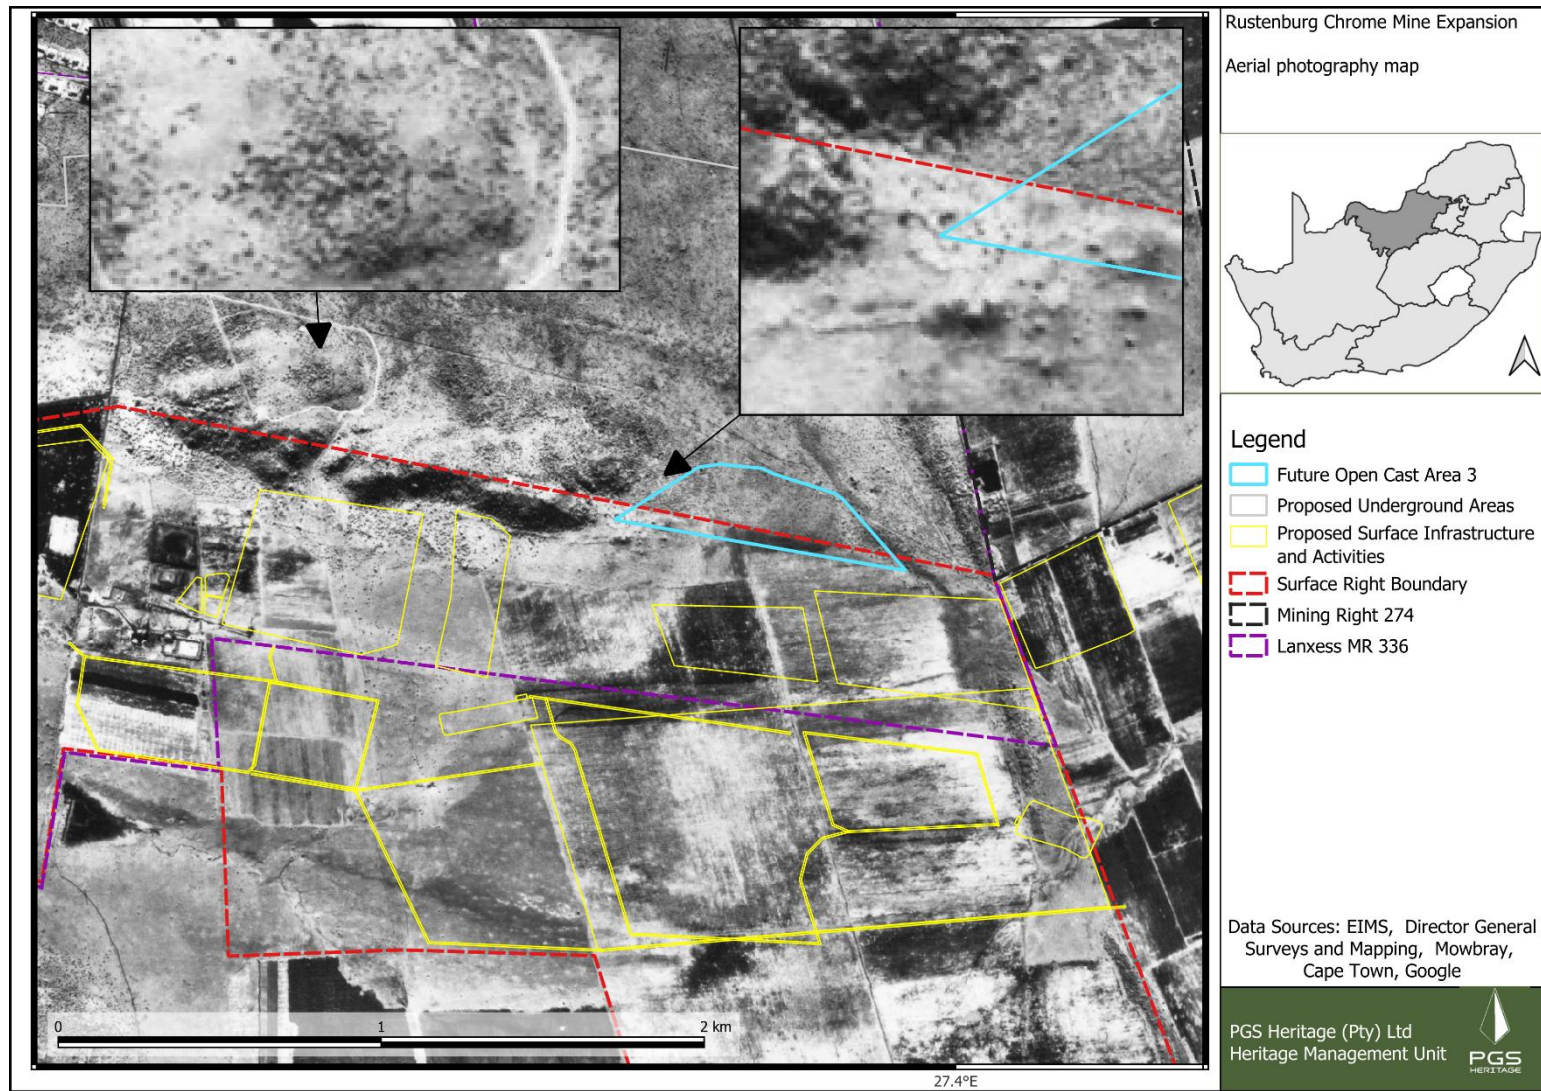 Rustenburg Chrome Mine Expansion
Aerial photography map
Legend
Future Open Cast Area 3
Proposed Underground Areas
Proposed Surface Infrastructure
and Activities
Surface Right Boundary
Mining Right 274
Lanxess MR 336
Data Sources: EIMS, Director General
Surveys and Mapping, Mowbray,
Cape Town, Google
PGS Heritage (Pty) Ltd
Heritage Management Unit
PGS
HERITAGE
0 1 2 km
27.4°E